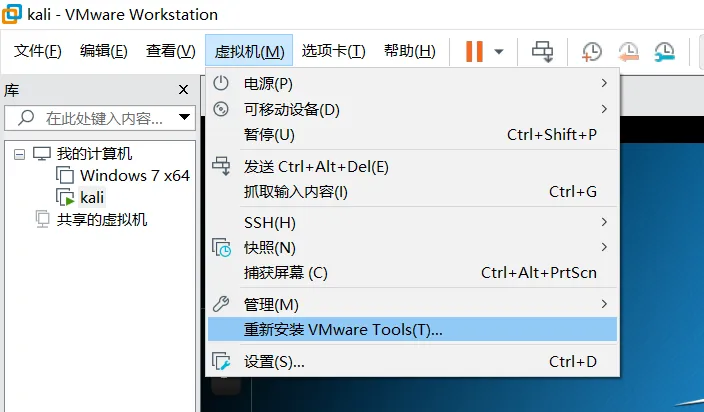 kali - VMware Workstation
文件(F) 编辑(E) 查看(V) 虚拟机(M) 选项卡(T) 帮助(H)
库
在此处键入内容...
我的计算机
Windows 7 x64
kali
共享的虚拟机
电源(P)
可移动设备(D)
暂停(U) Ctrl+Shift+P
发送 Ctrl+Alt+Del(E)
抓取输入内容(I) Ctrl+G
SSH(H)
快照(N)
捕获屏幕 (C) Ctrl+Alt+PrtScn
管理(M)
重新安装 VMware Tools(T)...
设置(S)... Ctrl+D